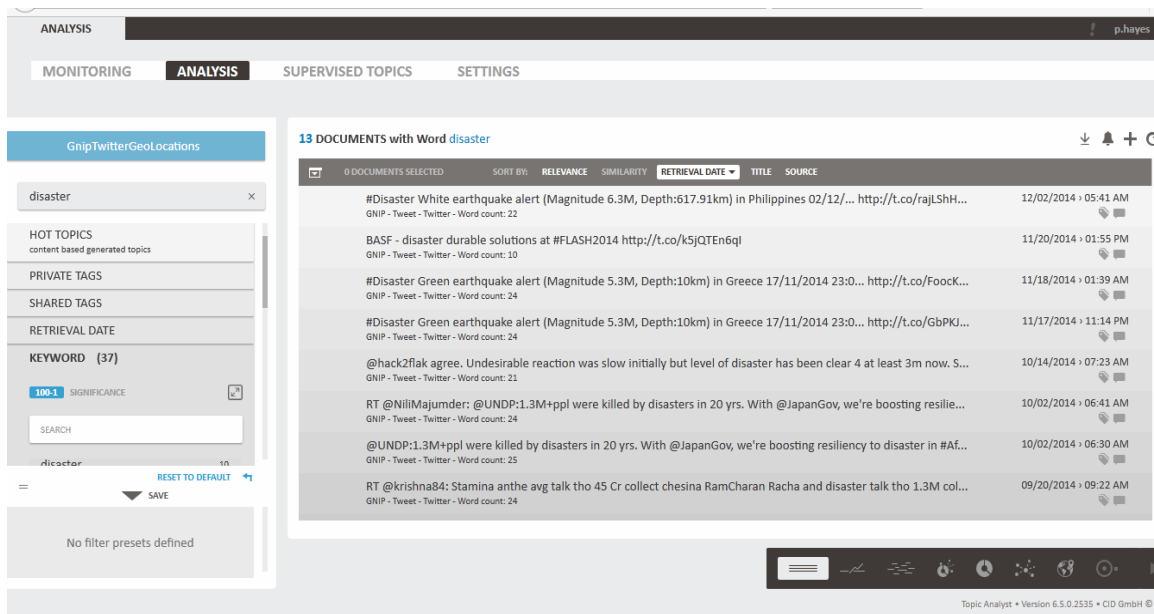 ANALYSIS
p.hayes
MONITORING ANALYSIS SUPERVISED TOPICS SETTINGS
GnipTwitterGeoLocations
disaster ×
HOT TOPICS
content based generated topics
PRIVATE TAGS
SHARED TAGS
RETRIEVAL DATE
KEYWORD (37)
100-1 SIGNIFICANCE
SEARCH
disaster 10
RESET TO DEFAULT
SAVE
No filter presets defined
13 DOCUMENTS with Word disaster
0 DOCUMENTS SELECTED SORT BY: RELEVANCE SIMILARITY RETRIEVAL DATE TITLE SOURCE
#Disaster White earthquake alert (Magnitude 6.3M, Depth:617.91km) in Philippines 02/12/... http://t.co/rajLShH... 12/02/2014 › 05:41 AM
GNIP - Tweet - Twitter - Word count: 22
BASF - disaster durable solutions at #FLASH2014 http://t.co/k5jQTEn6qI 11/20/2014 › 01:55 PM
GNIP - Tweet - Twitter - Word count: 10
#Disaster Green earthquake alert (Magnitude 5.3M, Depth:10km) in Greece 17/11/2014 23:0... http://t.co/FoocK... 11/18/2014 › 01:39 AM
GNIP - Tweet - Twitter - Word count: 24
#Disaster Green earthquake alert (Magnitude 5.3M, Depth:10km) in Greece 17/11/2014 23:0... http://t.co/GbPKJ... 11/17/2014 › 11:14 PM
GNIP - Tweet - Twitter - Word count: 24
@hack2flak agree. Undesirable reaction was slow initially but level of disaster has been clear 4 at least 3m now. S... 10/14/2014 › 07:23 AM
GNIP - Tweet - Twitter - Word count: 21
RT @NiliMajumder: @UNDP:1.3M+ppl were killed by disasters in 20 yrs. With @JapanGov, we're boosting resilie... 10/02/2014 › 06:41 AM
GNIP - Tweet - Twitter - Word count: 24
@UNDP:1.3M+ppl were killed by disasters in 20 yrs. With @JapanGov, we're boosting resiliency to disaster in #Af... 10/02/2014 › 06:30 AM
GNIP - Tweet - Twitter - Word count: 25
RT @krishna84: Stamina anthe avg talk tho 45 Cr collect chesina RamCharan Racha and disaster talk tho 1.3M col... 09/20/2014 › 09:22 AM
GNIP - Tweet - Twitter - Word count: 24
Topic Analyst • Version 6.5.0.2535 • CID GmbH ©